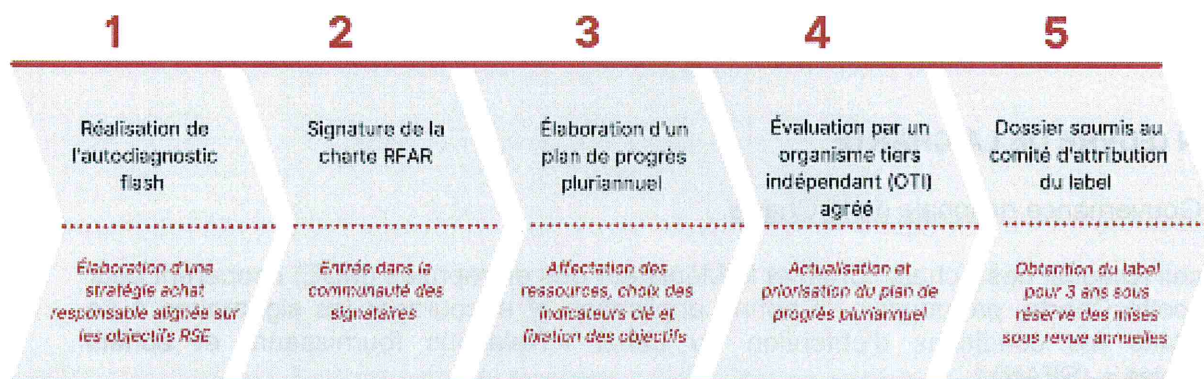 1
2
3
4
5
Réalisation de
l'autodiagnostic
flash
Élaboration d'une
stratégie achat
responsable alignée sur
les objectifs RSE
Signature de la
charte RFAR
Entrée dans la
communauté des
signataires
Élaboration d'un
plan de progrès
pluriannuel
Affectation des
ressources, choix des
indicateurs clé et
fixation des objectifs
Évaluation par un
organisme tiers
indépendant (OTI)
agréé
Actualisation et
priorisation du plan de
progrès pluriannuel
Dossier soumis au
comité d'attribution
du label
Obtention du label
pour 3 ans sous
réserve des mises
sous revue annuelles